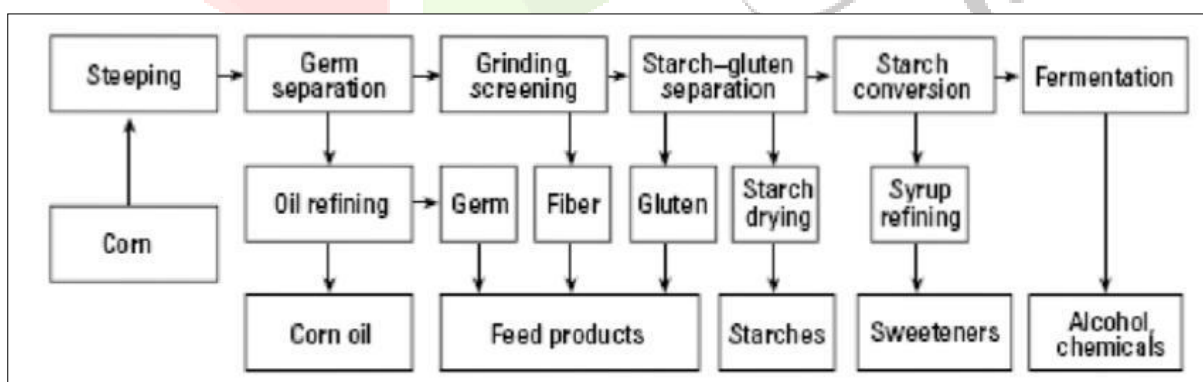 Steeping
Germ
separation
Grinding,
screening
Starch–gluten
separation
Starch
conversion
Fermentation
Corn
Oil refining
Germ
Fiber
Gluten
Starch
drying
Syrup
refining
Corn oil
Feed products
Starches
Sweeteners
Alcohol,
chemicals